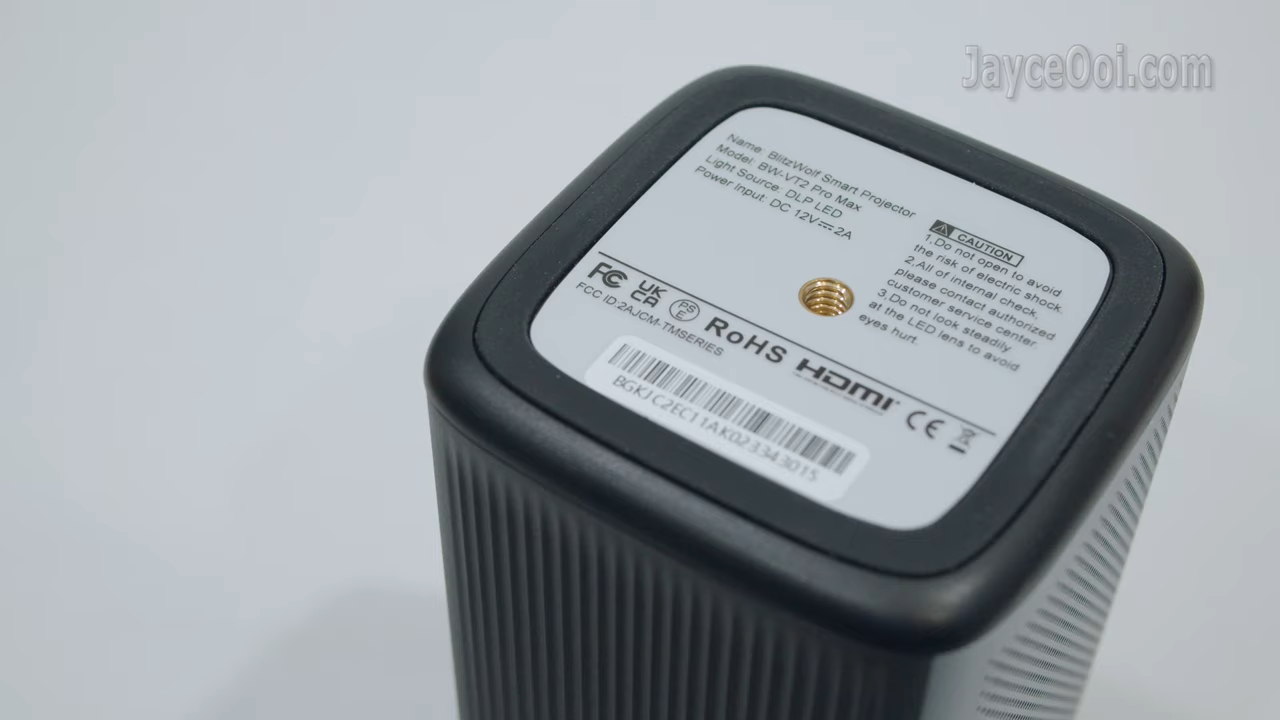 JayceOoi.com
Name: BlitzWolf Smart Projector
Model: BW-VT2 Pro Max
Light Source: DLP LED
Power Input: DC 12V⎓2A
CAUTION
1.Do not open to avoid
the risk of electric shock.
2.All of internal check,
please contact authorized
customer service center.
3.Do not look steadily
at the LED lens to avoid
eyes hurt.
FC UK CA PS E RoHS HDMI CE
FCC ID:2AJCM-TMSERIES
BGKJC2EC11AK023343015